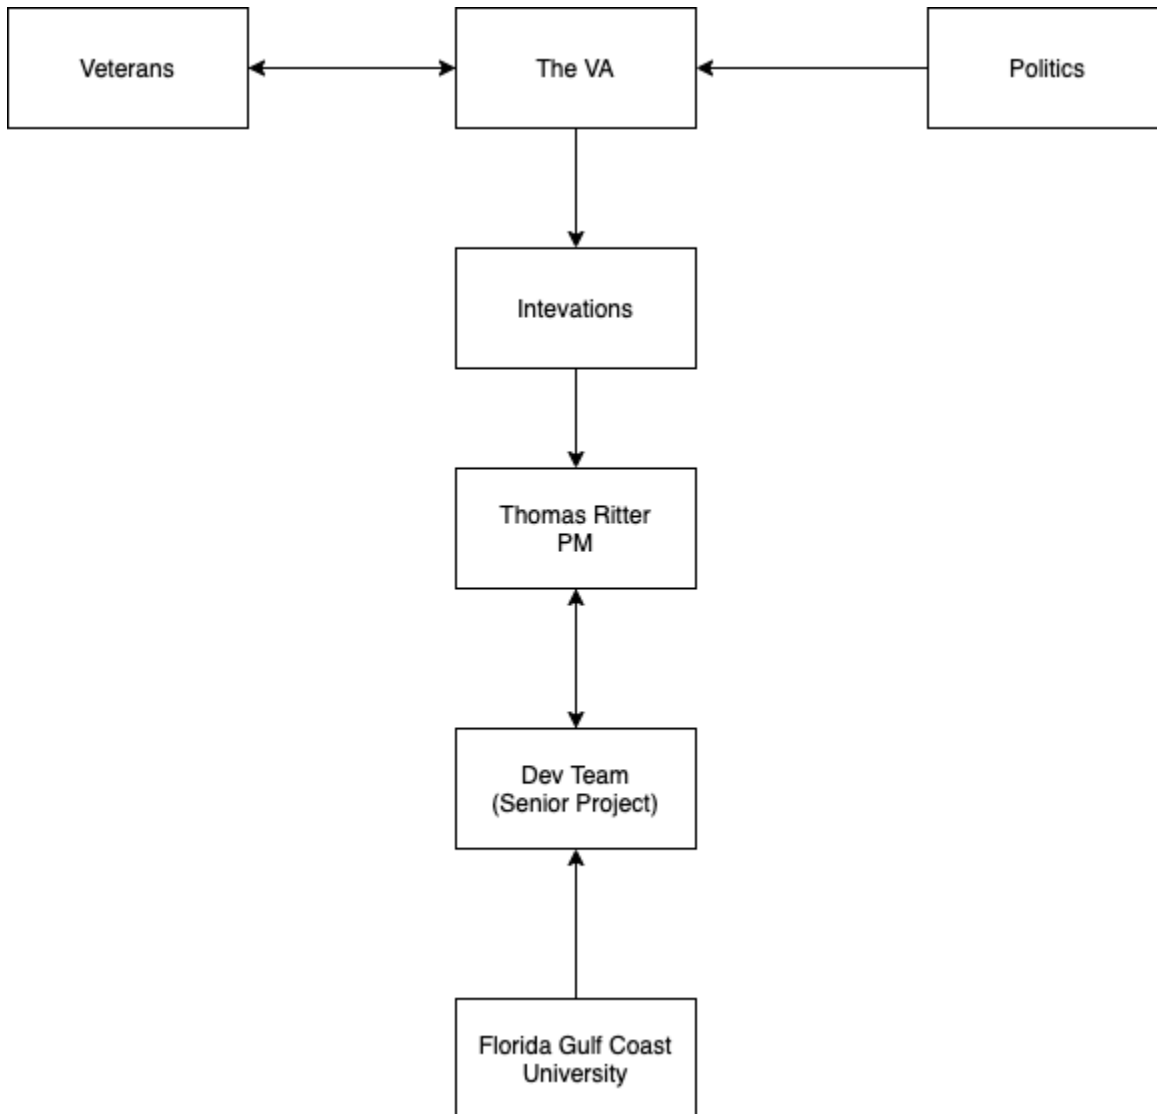 Veterans
The VA
Politics
Intevations
Thomas Ritter
PM
Dev Team
(Senior Project)
Florida Gulf Coast
University